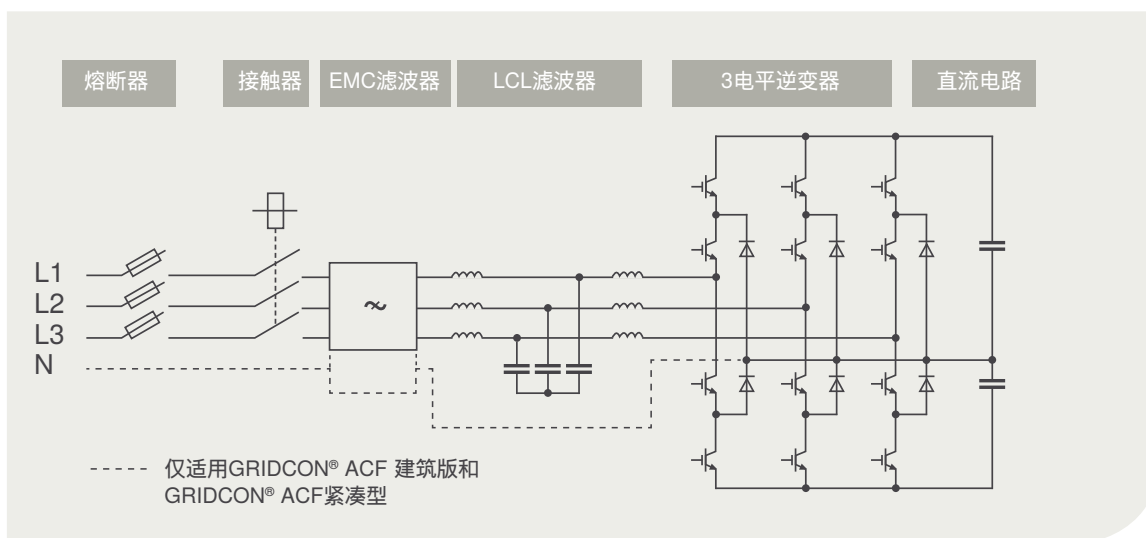 熔断器
接触器
EMC滤波器
LCL滤波器
3电平逆变器
直流电路
L1
L2
L3
N
~
仅适用GRIDCON® ACF 建筑版和
GRIDCON® ACF紧凑型